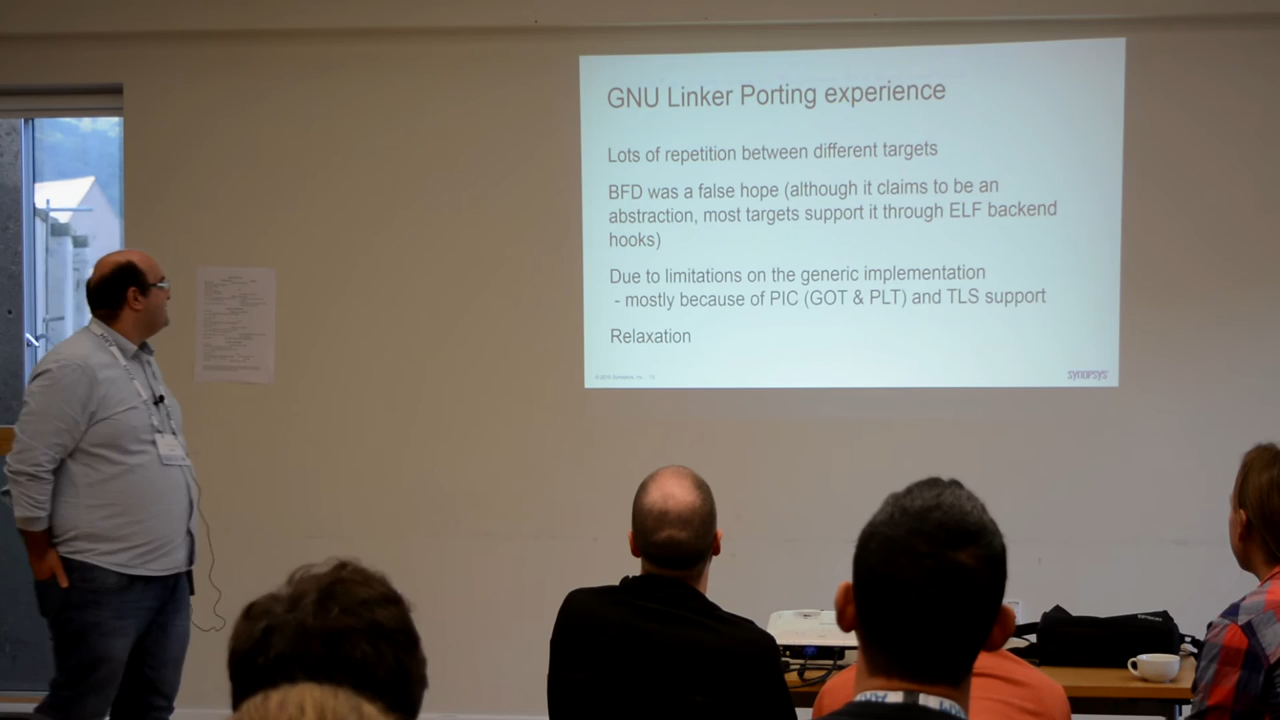 GNU Linker Porting experience
Lots of repetition between different targets
BFD was a false hope (although it claims to be an
abstraction, most targets support it through ELF backend
hooks)
Due to limitations on the generic implementation
- mostly because of PIC (GOT & PLT) and TLS support
Relaxation
SYNOPSYS